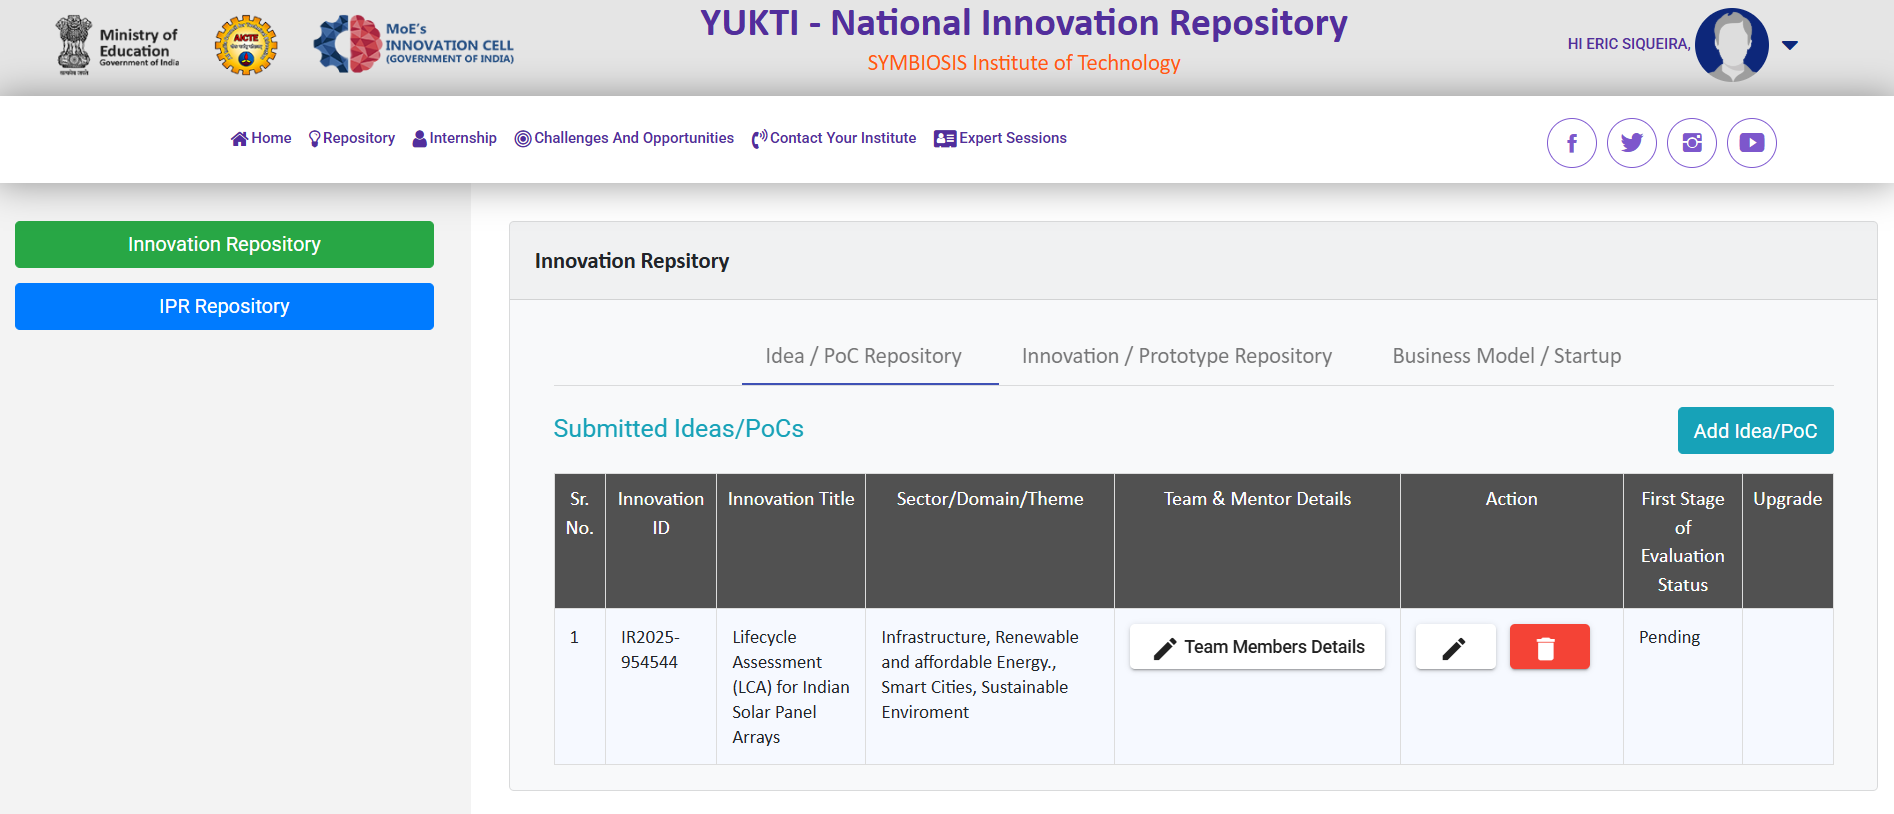 Ministry of
Education
Government of India
AICTE
MoE's
INNOVATION CELL
(GOVERNMENT OF INDIA)
YUKTI - National Innovation Repository
SYMBIOSIS Institute of Technology
HI ERIC SIQUEIRA,
Home Repository Internship Challenges And Opportunities Contact Your Institute Expert Sessions
Innovation Repository
IPR Repository
Innovation Repsitory
Idea / PoC Repository Innovation / Prototype Repository Business Model / Startup
Submitted Ideas/PoCs
Add Idea/PoC
Sr.
No.
Innovation
ID
Innovation Title
Sector/Domain/Theme
Team & Mentor Details
Action
First Stage
of
Evaluation
Status
Upgrade
1
IR2025-
954544
Lifecycle
Assessment
(LCA) for Indian
Solar Panel
Arrays
Infrastructure, Renewable
and affordable Energy.,
Smart Cities, Sustainable
Enviroment
Team Members Details
Pending